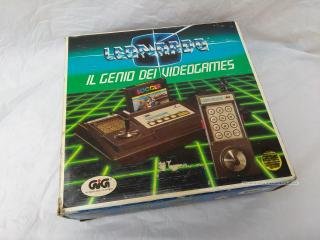 LEONARDO
IL GENIO DEI VIDEOGAMES
SOCCER
GiG